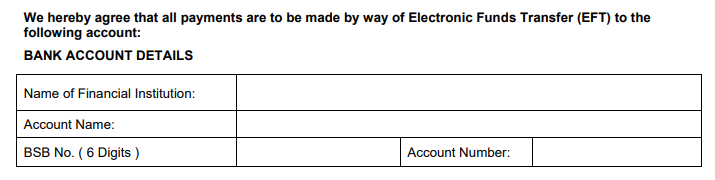 We hereby agree that all payments are to be made by way of Electronic Funds Transfer (EFT) to the
following account:
BANK ACCOUNT DETAILS
Name of Financial Institution:
Account Name:
BSB No. ( 6 Digits )
Account Number: